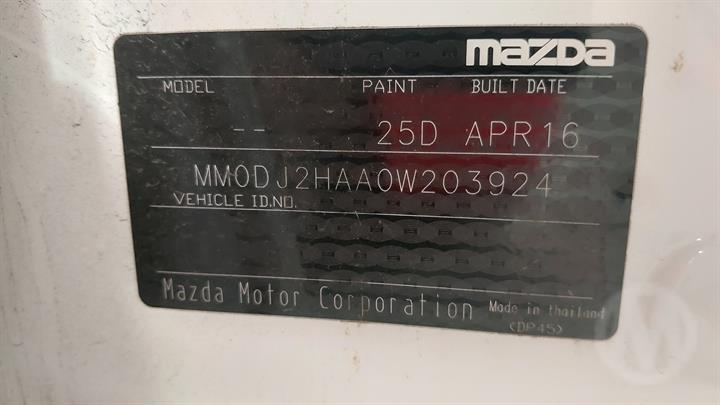 mazDa
MODEL PAINT BUILT DATE
-- 25D APR16
MM0DJ2HAA0W203924
VEHICLE ID.NO.
Mazda Motor Corporation Made in Thailand
(DP45)
M